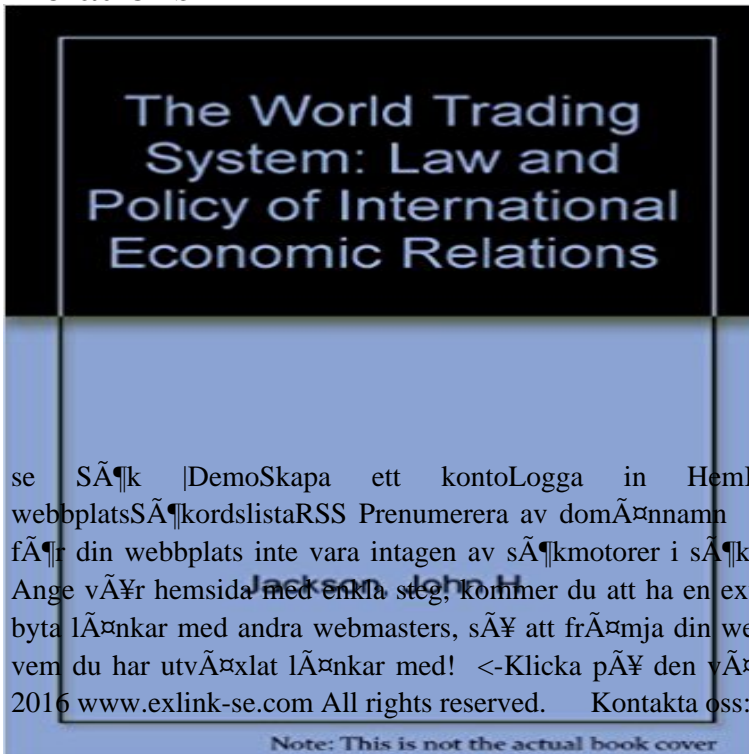 The World Trading
System: Law and
Policy of International
Economic Relations
se SÃ¶k |DemoSkapa ett kontoLogga in Hem
webbplatsSÃ¶kordslistaRSS Prenumerera av domÃ¤nnamn
fÃ¶r din webbplats inte vara intagen av sÃ¶kmotorer i sÃ¶k
Ange vÃ¥r hemsida med enkla steg, kommer du att ha en ex
Jackson, John H.
byta lÃ¤nkar med andra webmasters, sÃ¥ att frÃ¤mja din we
vem du har utvÃ¤xlat lÃ¤nkar med! <-Klicka pÃ¥ den vÃ¤
2016 www.exlink-se.com All rights reserved. Kontakta oss:
Note: This is not the actual book cover